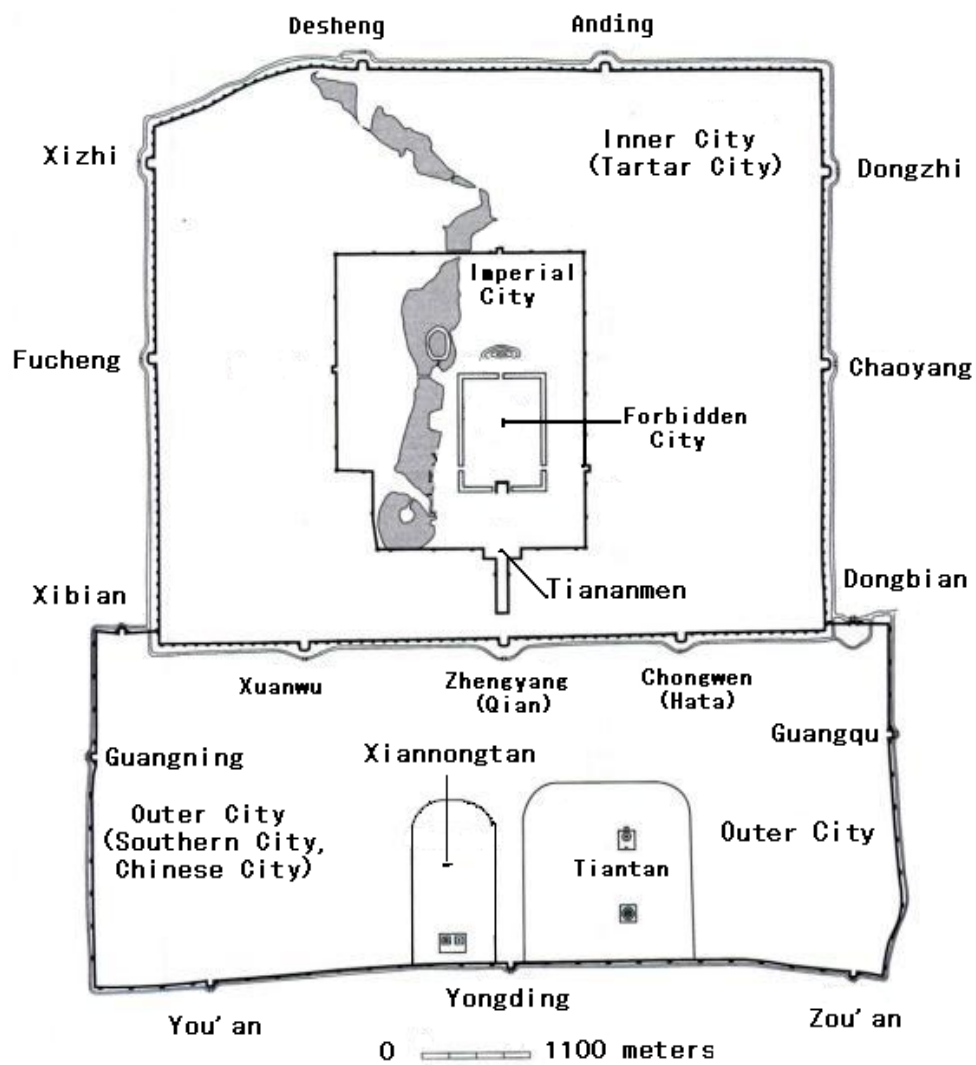 Desheng
Anding
Xizhi
Inner City
(Tartar City)
Dongzhi
Imperial
City
Fucheng
Chaoyang
Forbidden
City
Xibian
Tiananmen
Dongbian
Xuanwu
Zhengyang
(Qian)
Chongwen
(Hata)
Guangning
Xiannongtan
Guangqu
Outer City
(Southern City,
Chinese City)
Outer City
Tiantan
You'an
Yongding
Zou'an
0 1100 meters